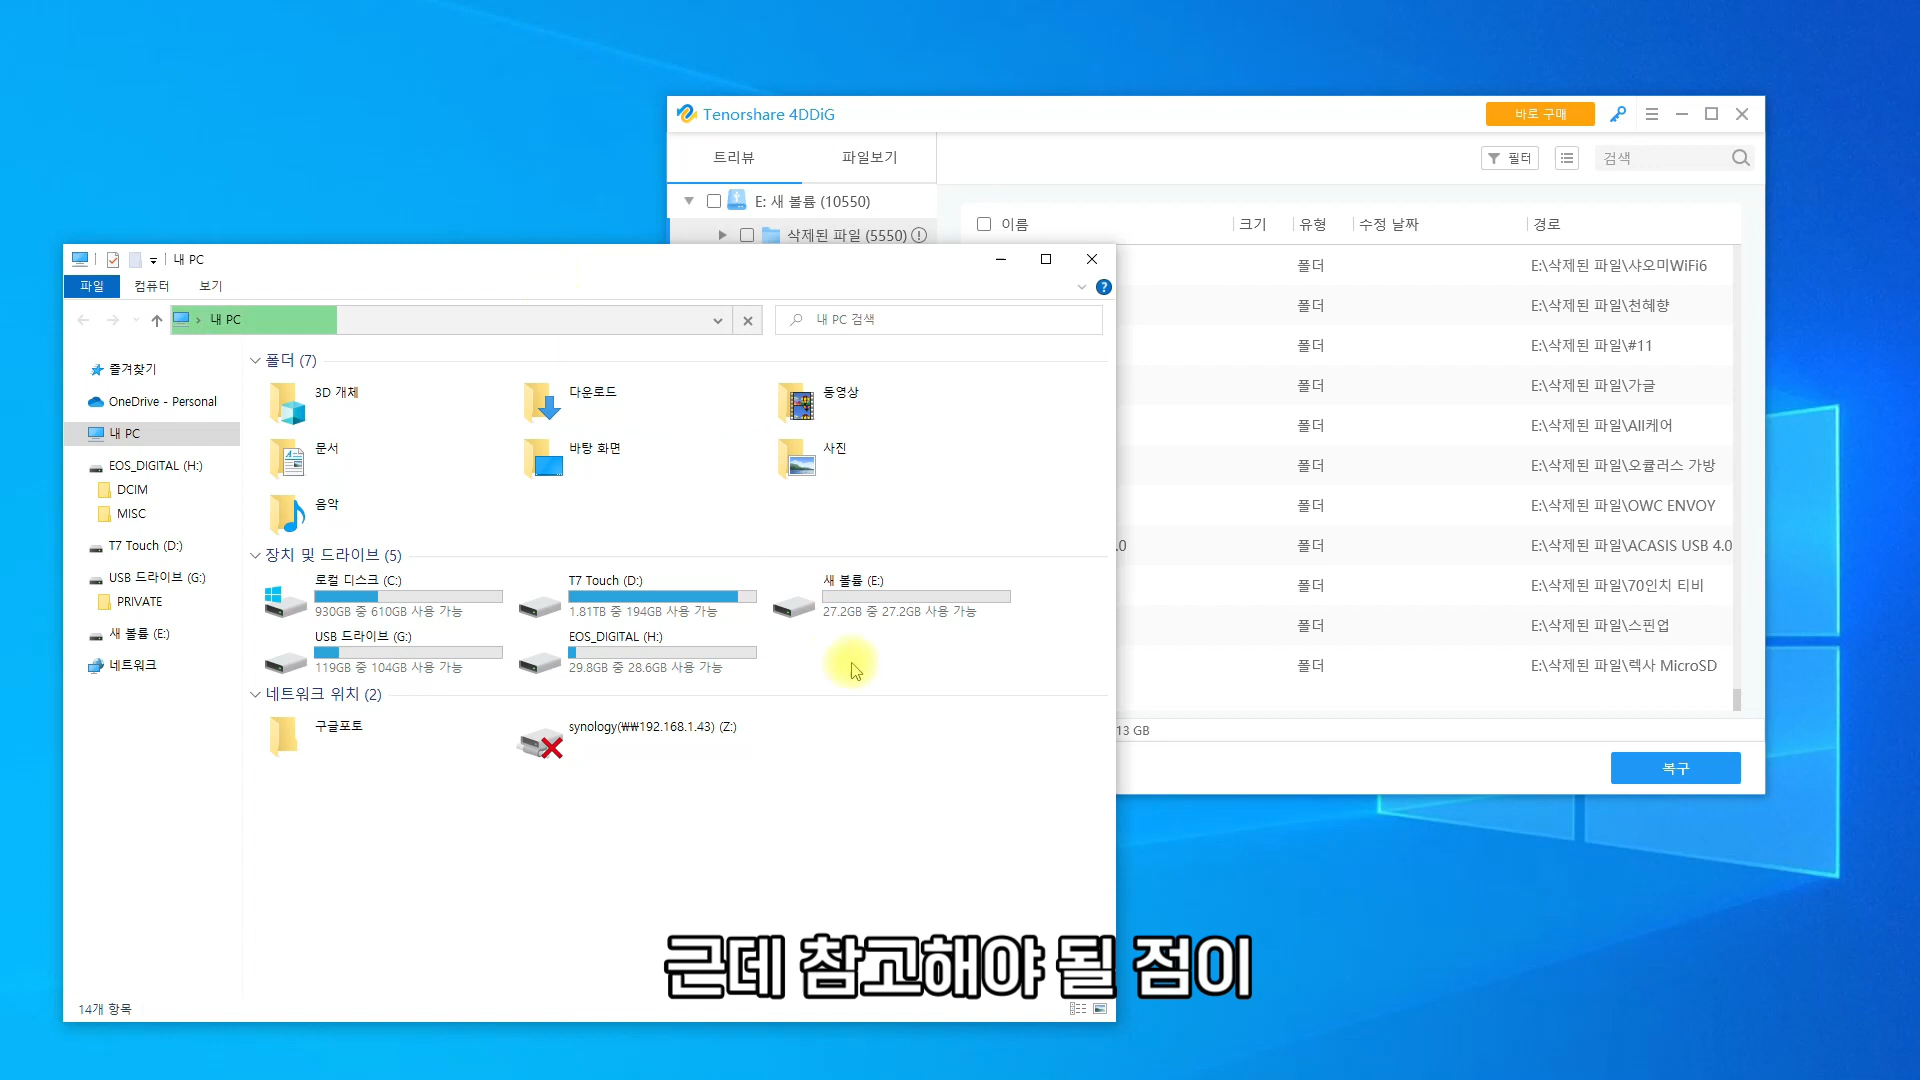 Tenorshare 4DDiG
바로 구매
트리뷰
파일보기
필터
검색
E: 새 볼륨 (10550)
삭제된 파일 (5550)
이름
크기
유형
수정 날짜
경로
폴더
E:\삭제된 파일\샤오미WiFi6
폴더
E:\삭제된 파일\천혜향
폴더
E:\삭제된 파일\#11
폴더
E:\삭제된 파일\가글
폴더
E:\삭제된 파일\All케어
폴더
E:\삭제된 파일\오큘러스 가방
폴더
E:\삭제된 파일\OWC ENVOY
.0
폴더
E:\삭제된 파일\ACASIS USB 4.0
폴더
E:\삭제된 파일\70인치 티비
폴더
E:\삭제된 파일\스핀업
폴더
E:\삭제된 파일\렉사 MicroSD
13 GB
복구
내 PC
파일
컴퓨터
보기
내 PC
내 PC 검색
즐겨찾기
OneDrive - Personal
내 PC
EOS_DIGITAL (H:)
DCIM
MISC
T7 Touch (D:)
USB 드라이브 (G:)
PRIVATE
새 볼륨 (E:)
네트워크
폴더 (7)
3D 개체
다운로드
동영상
문서
바탕 화면
사진
음악
장치 및 드라이브 (5)
로컬 디스크 (C:)
930GB 중 610GB 사용 가능
T7 Touch (D:)
1.81TB 중 194GB 사용 가능
새 볼륨 (E:)
27.2GB 중 27.2GB 사용 가능
USB 드라이브 (G:)
119GB 중 104GB 사용 가능
EOS_DIGITAL (H:)
29.8GB 중 28.6GB 사용 가능
네트워크 위치 (2)
구글포토
synology(₩₩192.168.1.43) (Z:)
14개 항목
근데 참고해야 될 점이